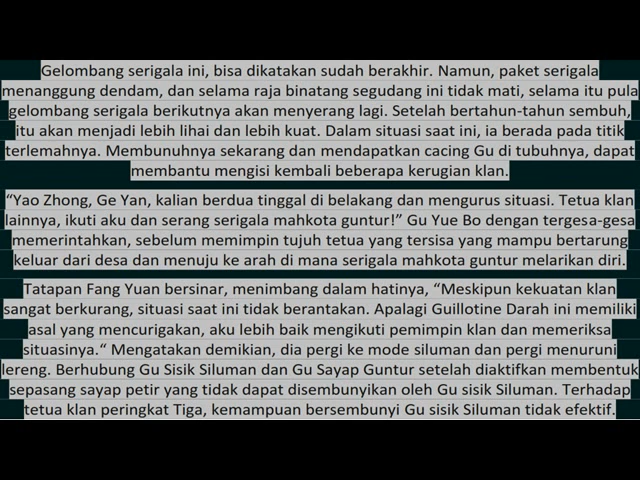 Gelombang serigala ini, bisa dikatakan sudah berakhir. Namun, paket serigala
menanggung dendam, dan selama raja binatang segudang ini tidak mati, selama itu pula
gelombang serigala berikutnya akan menyerang lagi. Setelah bertahun-tahun sembuh,
itu akan menjadi lebih lihai dan lebih kuat. Dalam situasi saat ini, ia berada pada titik
terlemahnya. Membunuhnya sekarang dan mendapatkan cacing Gu di tubuhnya, dapat
membantu mengisi kembali beberapa kerugian klan.
“Yao Zhong, Ge Yan, kalian berdua tinggal di belakang dan mengurus situasi. Tetua klan
lainnya, ikuti aku dan serang serigala mahkota guntur!” Gu Yue Bo dengan tergesa-gesa
memerintahkan, sebelum memimpin tujuh tetua yang tersisa yang mampu bertarung
keluar dari desa dan menuju ke arah di mana serigala mahkota guntur melarikan diri.
Tatapan Fang Yuan bersinar, menimbang dalam hatinya, “Meskipun kekuatan klan
sangat berkurang, situasi saat ini tidak berantakan. Apalagi Guillotine Darah ini memiliki
asal yang mencurigakan, aku lebih baik mengikuti pemimpin klan dan memeriksa
situasinya.“ Mengatakan demikian, dia pergi ke mode siluman dan pergi menuruni
lereng. Berhubung Gu Sisik Siluman dan Gu Sayap Guntur setelah diaktifkan membentuk
sepasang sayap petir yang tidak dapat disembunyikan oleh Gu sisik Siluman. Terhadap
tetua klan peringkat Tiga, kemampuan bersembunyi Gu sisik Siluman tidak efektif.